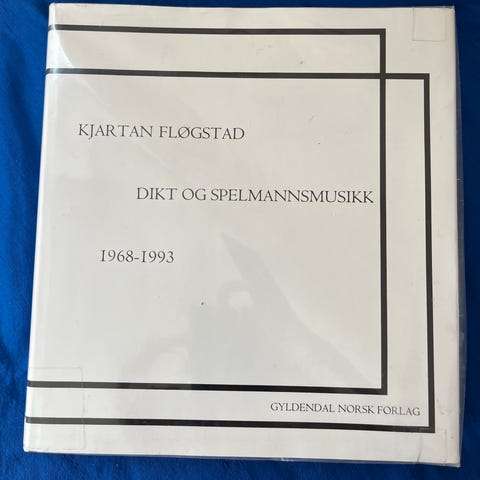 KJARTAN FLØGSTAD
DIKT OG SPELMANNSMUSIKK
1968-1993
GYLDENDAL NORSK FORLAG